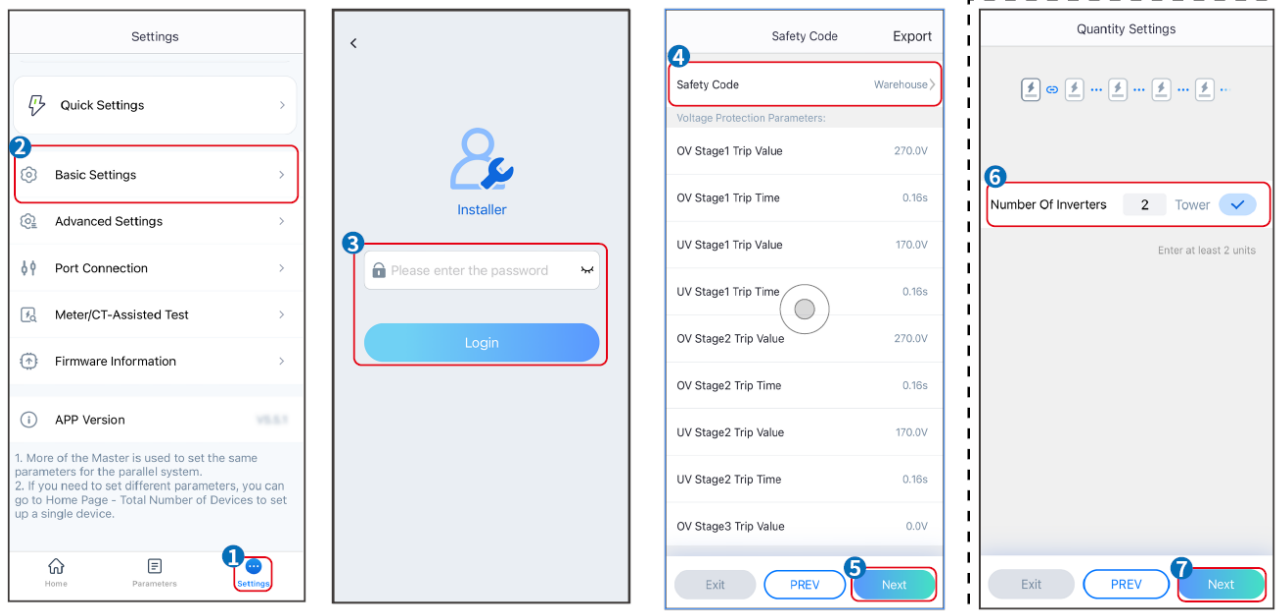 Settings
Quick Settings
2
Basic Settings
Advanced Settings
Port Connection
Meter/CT-Assisted Test
Firmware Information
APP Version
1. More of the Master is used to set the same
parameters for the parallel system.
2. If you need to set different parameters, you can
go to Home Page - Total Number of Devices to set
up a single device.
1
Home
Parameters
Settings
Installer
3
Please enter the password
Login
Safety Code
Export
4
Safety Code
Warehouse
Voltage Protection Parameters:
OV Stage1 Trip Value 270.0V
OV Stage1 Trip Time 0.16s
UV Stage1 Trip Value 170.0V
UV Stage1 Trip Time 0.16s
OV Stage2 Trip Value 270.0V
OV Stage2 Trip Time 0.16s
UV Stage2 Trip Value 170.0V
UV Stage2 Trip Time 0.16s
OV Stage3 Trip Value 0.0V
5
Exit
PREV
Next
Quantity Settings
6
Number Of Inverters 2 Tower
Enter at least 2 units
7
Exit
PREV
Next